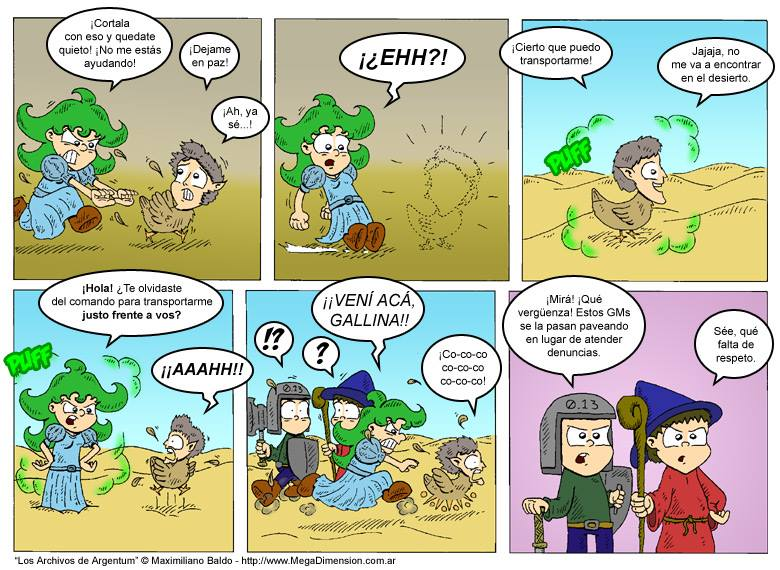 ¡Cortala
con eso y quedate
quieto! ¡No me estás
ayudando!
¡Dejame
en paz!
¡Ah, ya
sé...!
¡¿EHH?!
¡Cierto que puedo
transportarme!
Jajaja, no
me va a encontrar
en el desierto.
PUFF
¡Hola! ¿Te olvidaste
del comando para transportarme
justo frente a vos?
PUFF
¡¡AAAHH!!
!?
?
¡¡VENÍ ACÁ,
GALLINA!!
¡Co-co-co
co-co-co
co-co-co!
0.13
¡Mirá! ¡Qué
vergüenza! Estos GMs
se la pasan paveando
en lugar de atender
denuncias.
Sée, qué
falta de
respeto.
0.13
"Los Archivos de Argentum" © Maximiliano Baldo - http://www.MegaDimension.com.ar